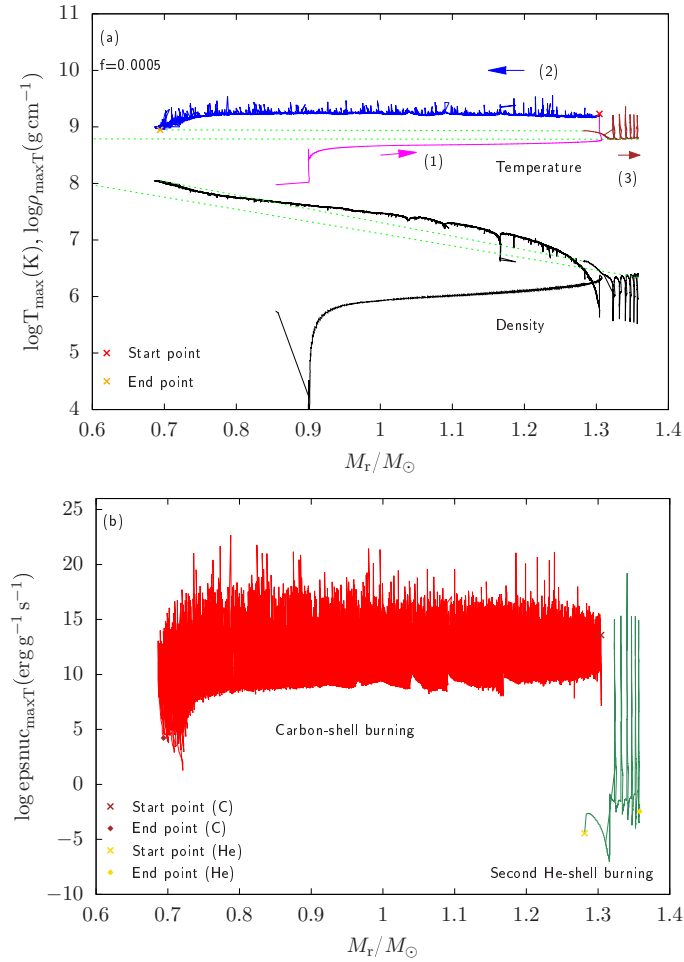 (a)
f=0.0005
11
10
9
8
7
6
5
4
log T_max(K), log ρ_maxT(g cm⁻³)
(2)
(1)
Temperature
(3)
Density
× Start point
× End point
0.6 0.7 0.8 0.9 1 1.1 1.2 1.3 1.4
M_r/M_⊙
(b)
25
20
15
10
5
0
−5
−10
log epsnuc_maxT(erg g⁻¹ s⁻¹)
Carbon-shell burning
× Start point (C)
◆ End point (C)
× Start point (He)
◆ End point (He)
Second He-shell burning
0.6 0.7 0.8 0.9 1 1.1 1.2 1.3 1.4
M_r/M_⊙